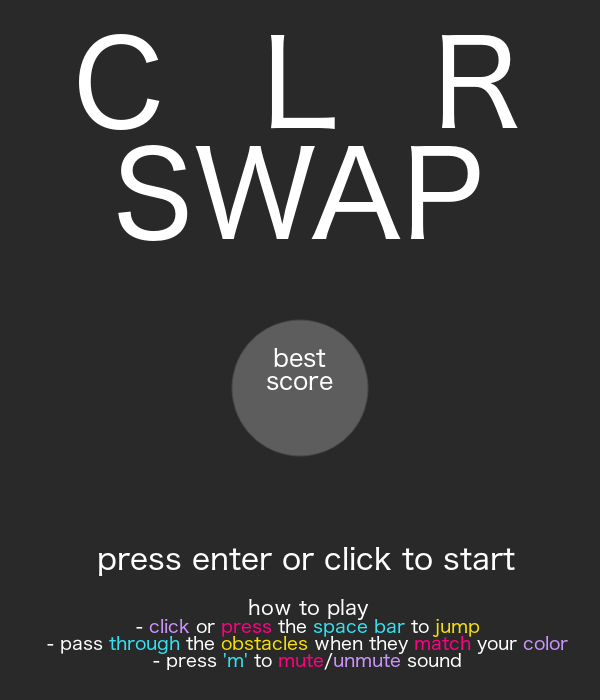 C L R
SWAP
best
score
press enter or click to start
how to play
- click or press the space bar to jump
- pass through the obstacles when they match your color
- press 'm' to mute/unmute sound